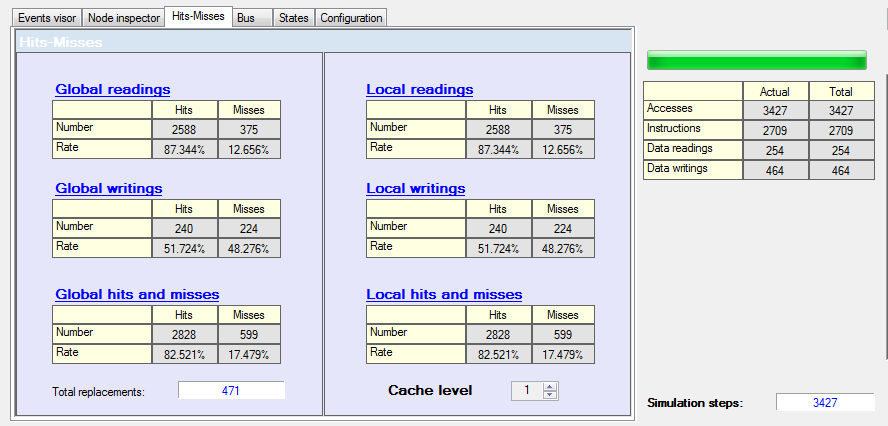 Events visor Node inspector Hits-Misses Bus States Configuration
Hits-Misses
Global readings
Hits Misses
Number 2588 375
Rate 87.344% 12.656%
Global writings
Hits Misses
Number 240 224
Rate 51.724% 48.276%
Global hits and misses
Hits Misses
Number 2828 599
Rate 82.521% 17.479%
Total replacements: 471
Local readings
Hits Misses
Number 2588 375
Rate 87.344% 12.656%
Local writings
Hits Misses
Number 240 224
Rate 51.724% 48.276%
Local hits and misses
Hits Misses
Number 2828 599
Rate 82.521% 17.479%
Cache level 1
Actual Total
Accesses 3427 3427
Instructions 2709 2709
Data readings 254 254
Data writings 464 464
Simulation steps: 3427